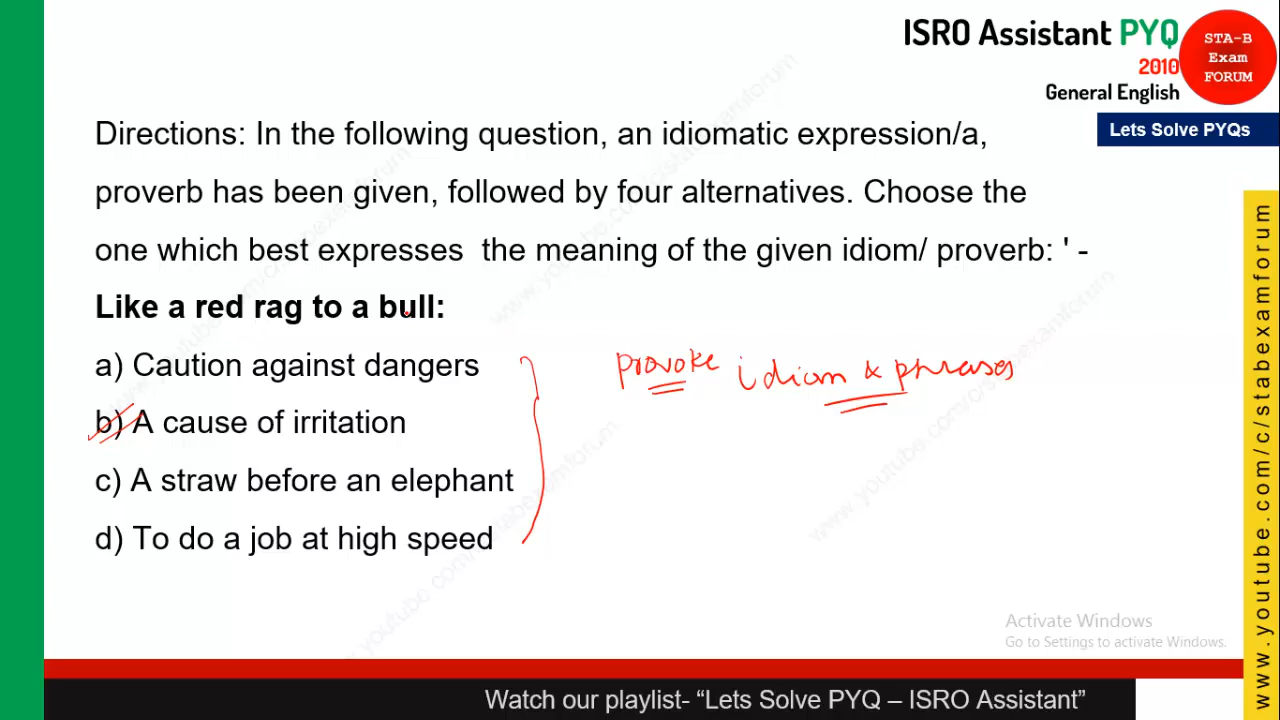 ISRO Assistant PYQ
2010
General English
STA-B
Exam
FORUM
Lets Solve PYQs
Directions: In the following question, an idiomatic expression/a,
proverb has been given, followed by four alternatives. Choose the
one which best expresses the meaning of the given idiom/ proverb: ' -
Like a red rag to a bull:
a) Caution against dangers
b) A cause of irritation
c) A straw before an elephant
d) To do a job at high speed
provoke idiom & phrases
www.youtube.com/c/stabexamforum
Activate Windows
Go to Settings to activate Windows.
Watch our playlist- “Lets Solve PYQ – ISRO Assistant”